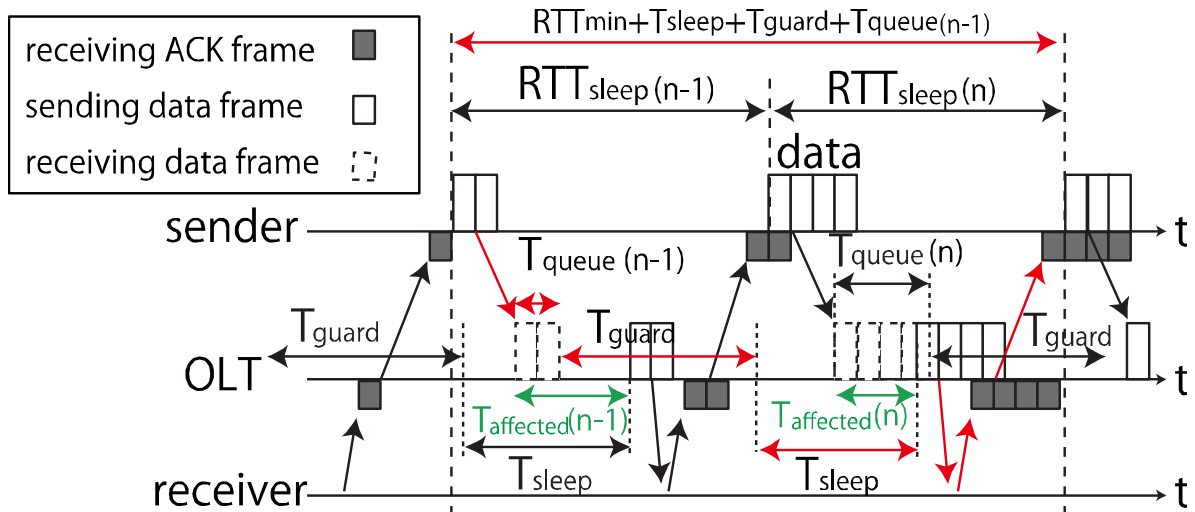 RTTmin+Tsleep+Tguard+Tqueue(n-1)
receiving ACK frame
sending data frame
receiving data frame
RTTsleep(n-1)
RTTsleep(n)
data
sender
t
Tqueue (n-1)
Tqueue(n)
Tguard
Tguard
Tguard
OLT
t
Taffected(n-1)
Taffected(n)
Tsleep
Tsleep
receiver
t